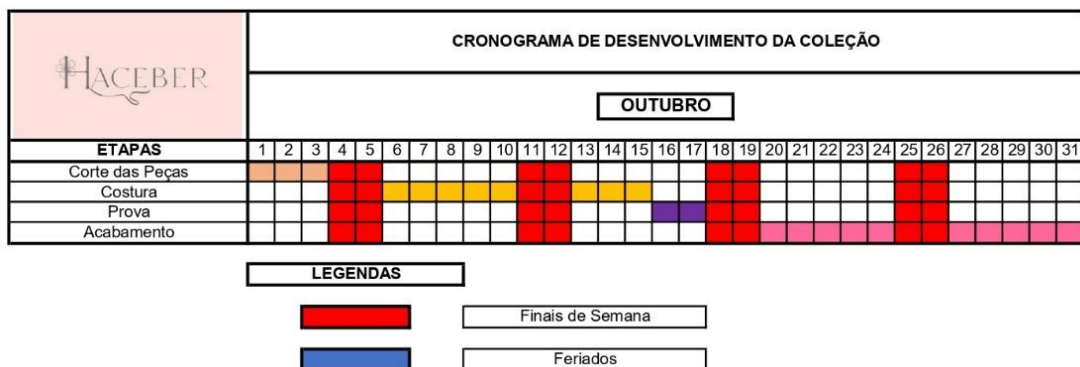 HACEBER
CRONOGRAMA DE DESENVOLVIMENTO DA COLEÇÃO
OUTUBRO
ETAPAS 1 2 3 4 5 6 7 8 9 10 11 12 13 14 15 16 17 18 19 20 21 22 23 24 25 26 27 28 29 30 31
Corte das Peças
Costura
Prova
Acabamento
LEGENDAS
Finais de Semana
Feriados